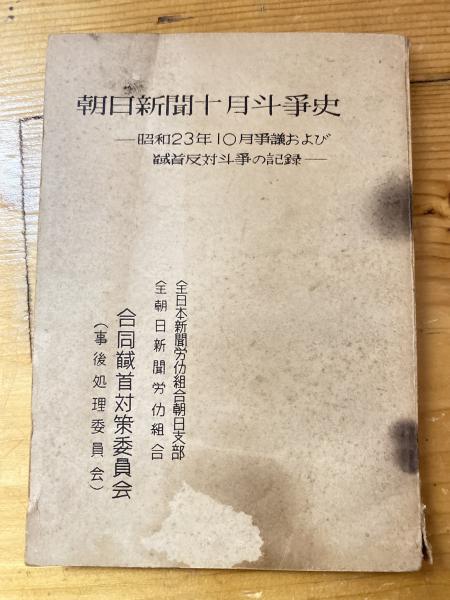 朝日新聞十月斗爭史
―昭和23年10月爭議および
馘首反対斗爭の記録―
全日本新聞労仂組合朝日支部
全朝日新聞労仂組合
合同馘首対策委員会
(事後処理委員会)